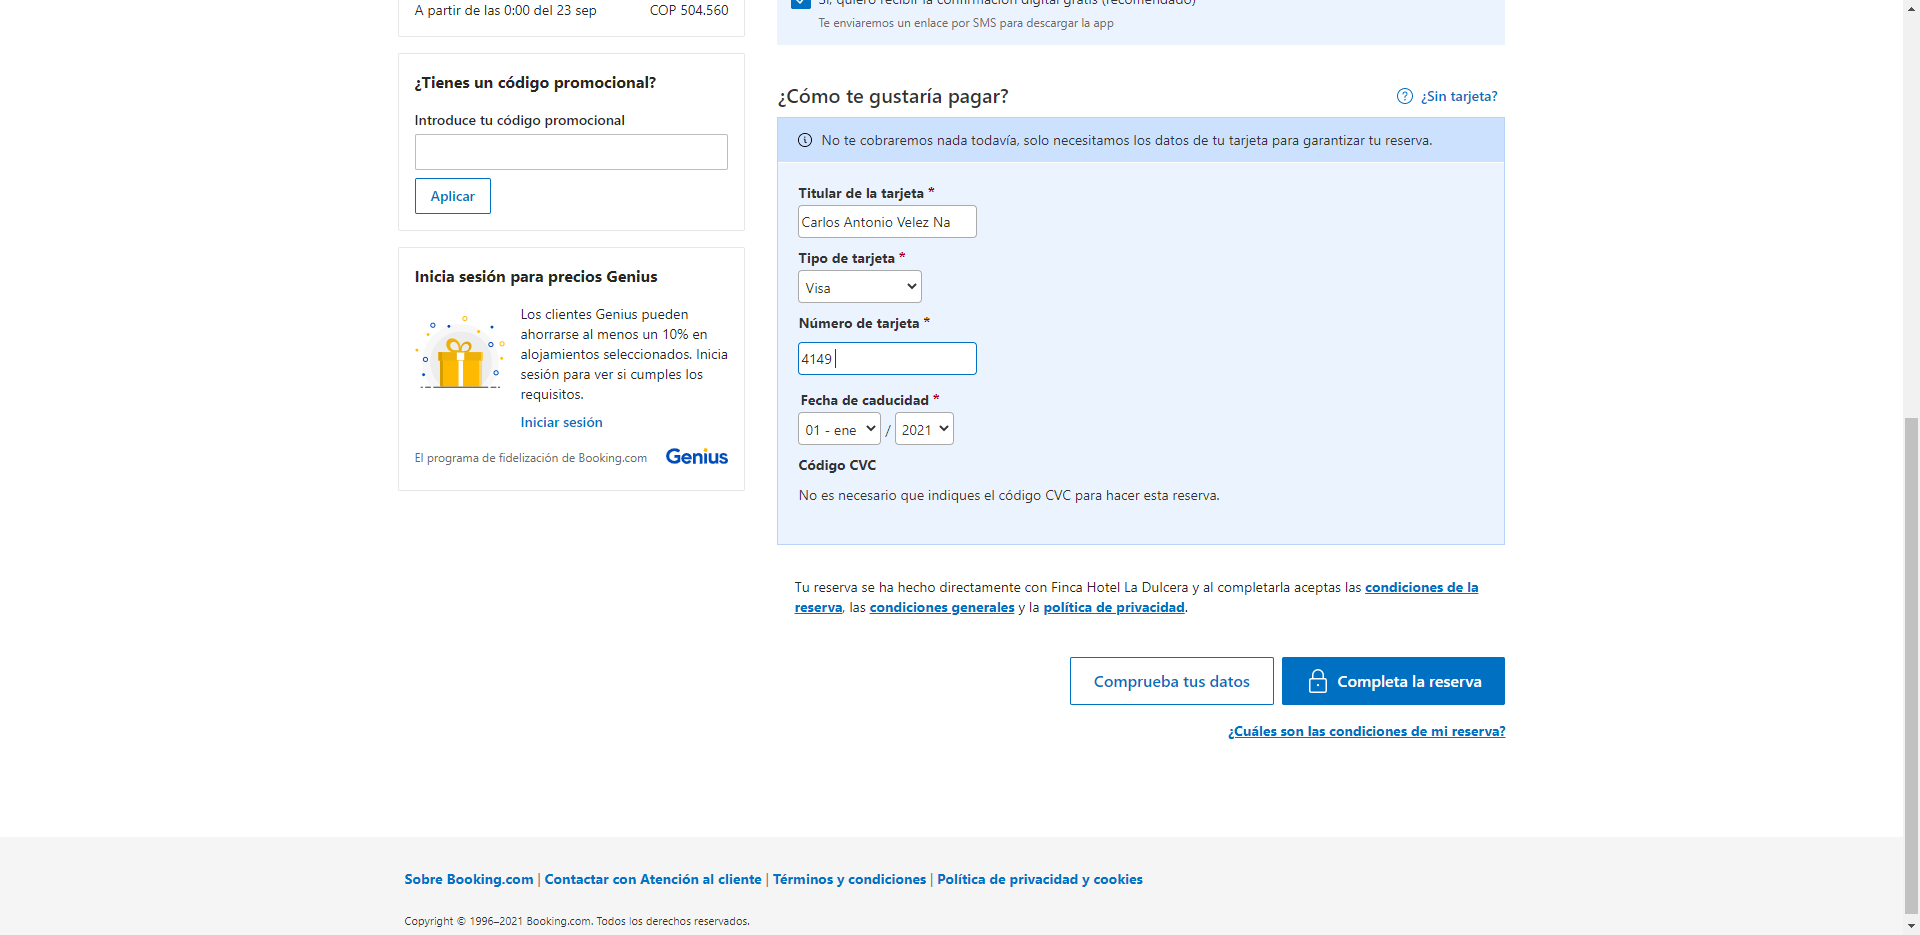 A partir de las 0:00 del 23 sep COP 504.560
¿Tienes un código promocional?
Introduce tu código promocional
Aplicar
Inicia sesión para precios Genius
Los clientes Genius pueden
ahorrarse al menos un 10% en
alojamientos seleccionados. Inicia
sesión para ver si cumples los
requisitos.
Iniciar sesión
El programa de fidelización de Booking.com Genius
Sí, quiero recibir la confirmación digital gratis (recomendado)
Te enviaremos un enlace por SMS para descargar la app
¿Cómo te gustaría pagar?
¿Sin tarjeta?
No te cobraremos nada todavía, solo necesitamos los datos de tu tarjeta para garantizar tu reserva.
Titular de la tarjeta *
Carlos Antonio Velez Na
Tipo de tarjeta *
Visa
Número de tarjeta *
4149
Fecha de caducidad *
01 - ene / 2021
Código CVC
No es necesario que indiques el código CVC para hacer esta reserva.
Tu reserva se ha hecho directamente con Finca Hotel La Dulcera y al completarla aceptas las condiciones de la
reserva, las condiciones generales y la política de privacidad.
Comprueba tus datos
Completa la reserva
¿Cuáles son las condiciones de mi reserva?
Sobre Booking.com | Contactar con Atención al cliente | Términos y condiciones | Política de privacidad y cookies
Copyright © 1996–2021 Booking.com. Todos los derechos reservados.